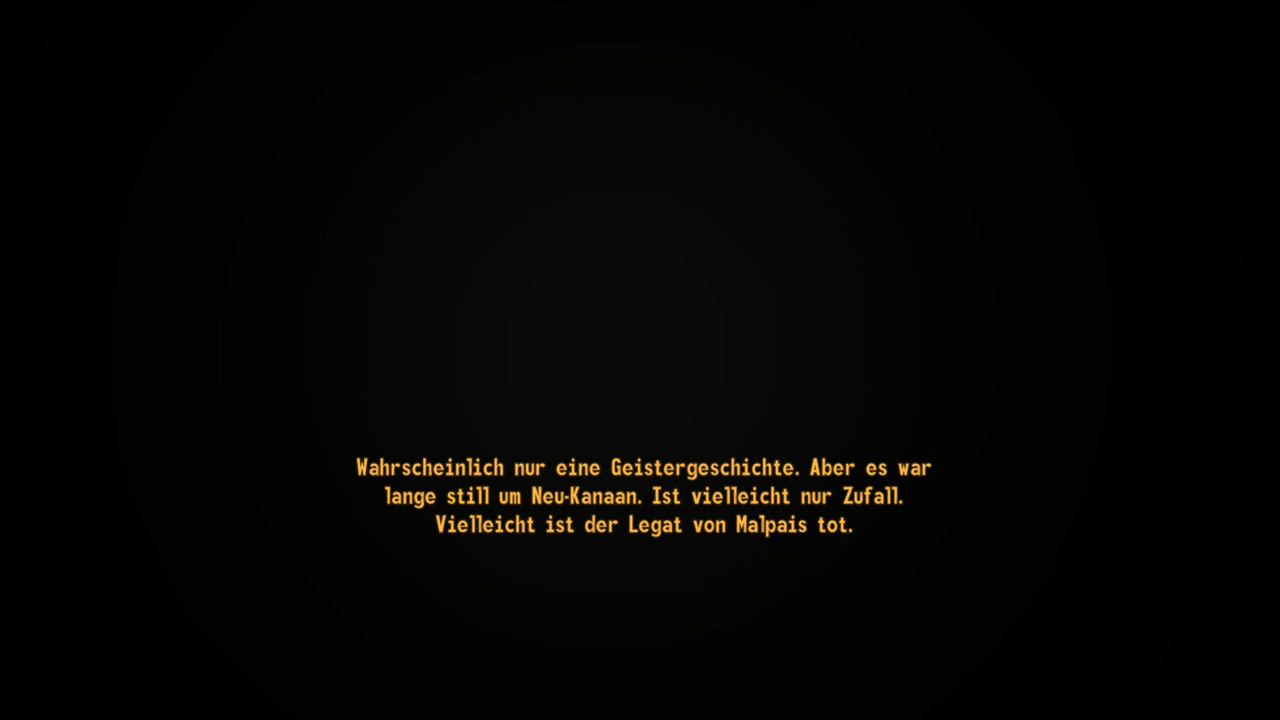 Wahrscheinlich nur eine Geistergeschichte. Aber es war
lange still um Neu-Kanaan. Ist vielleicht nur Zufall.
Vielleicht ist der Legat von Malpais tot.